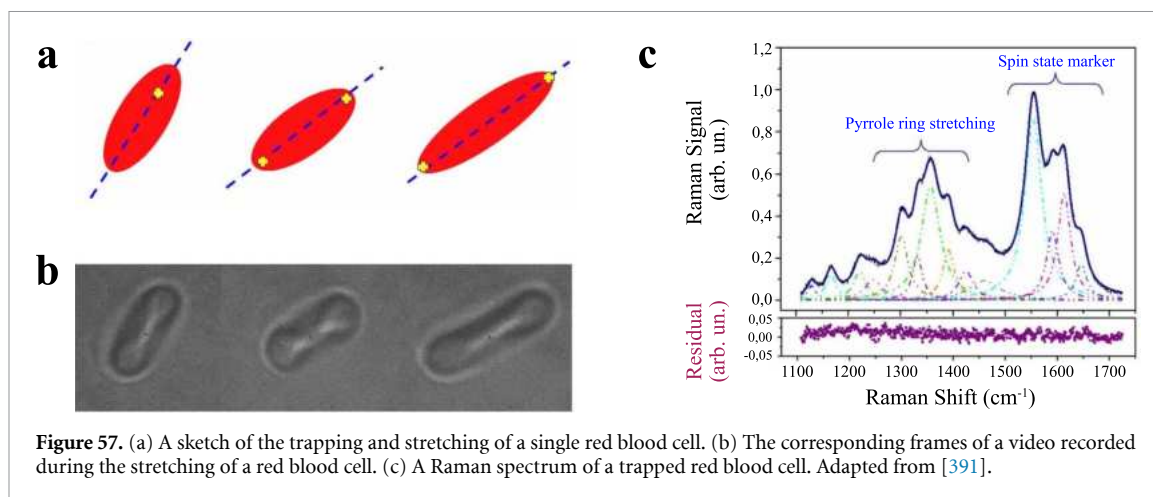 a
b
c
1,2
1,0
0,8
0,6
0,4
0,2
0,0
Raman Signal
(arb. un.)
Pyrrole ring stretching
Spin state marker
0,05
0,00
-0,05
Residual
(arb. un.)
1100 1200 1300 1400 1500 1600 1700
Raman Shift (cm⁻¹)
Figure 57. (a) A sketch of the trapping and stretching of a single red blood cell. (b) The corresponding frames of a video recorded
during the stretching of a red blood cell. (c) A Raman spectrum of a trapped red blood cell. Adapted from [391].